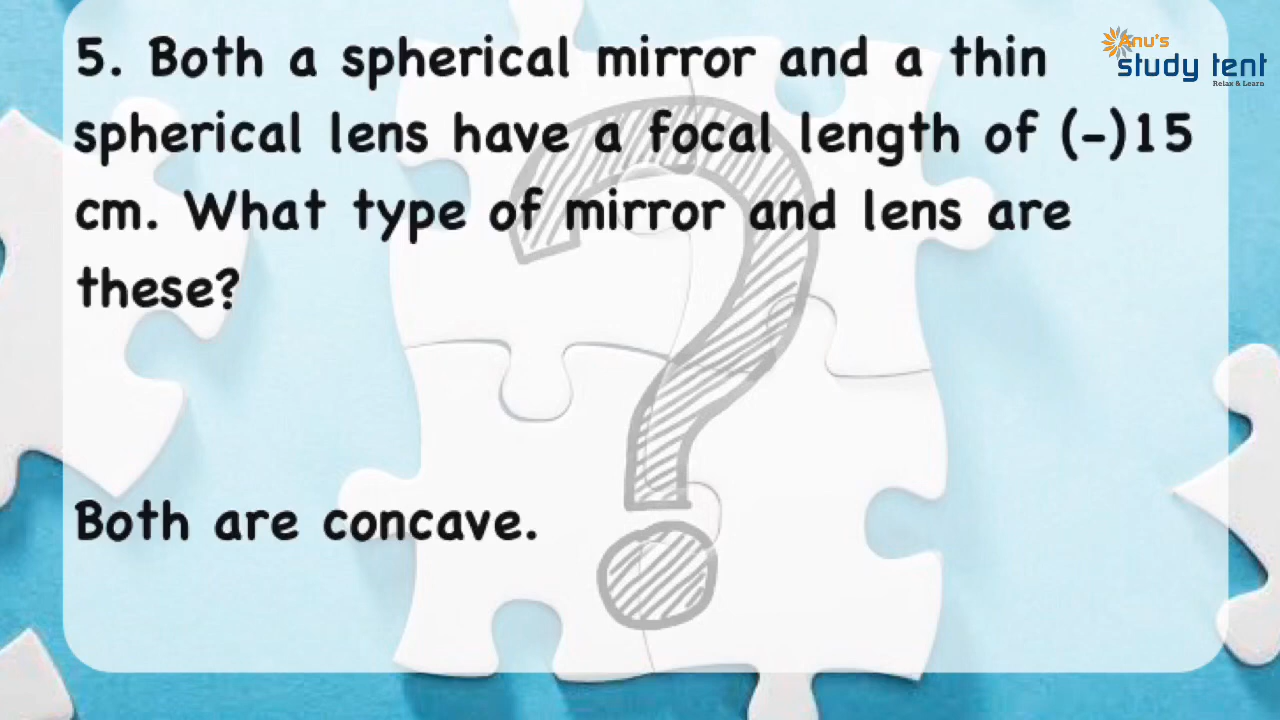 5. Both a spherical mirror and a thin
spherical lens have a focal length of (-)15
cm. What type of mirror and lens are
these?
Both are concave.
Anu's
study tent
Relax & Learn